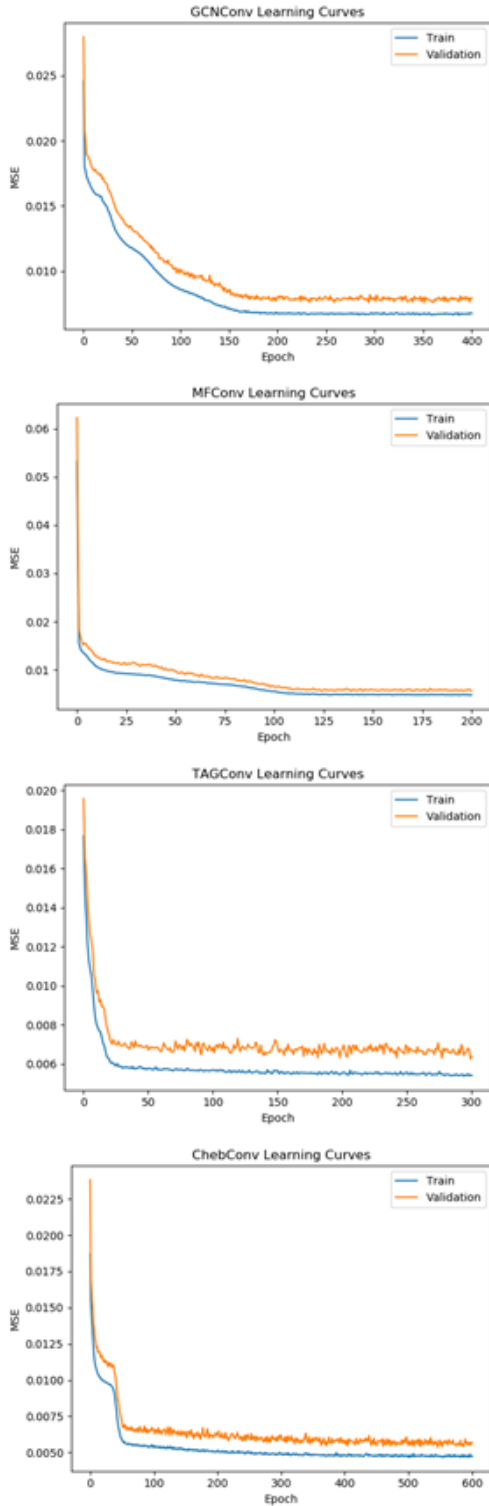 GCNConv Learning Curves
Train
Validation
0.025
0.020
0.015
0.010
MSE
0 50 100 150 200 250 300 350 400
Epoch
MFConv Learning Curves
Train
Validation
0.06
0.05
0.04
0.03
0.02
0.01
MSE
0 25 50 75 100 125 150 175 200
Epoch
TAGConv Learning Curves
Train
Validation
0.020
0.018
0.016
0.014
0.012
0.010
0.008
0.006
MSE
0 50 100 150 200 250 300
Epoch
ChebConv Learning Curves
Train
Validation
0.0225
0.0200
0.0175
0.0150
0.0125
0.0100
0.0075
0.0050
MSE
0 100 200 300 400 500 600
Epoch